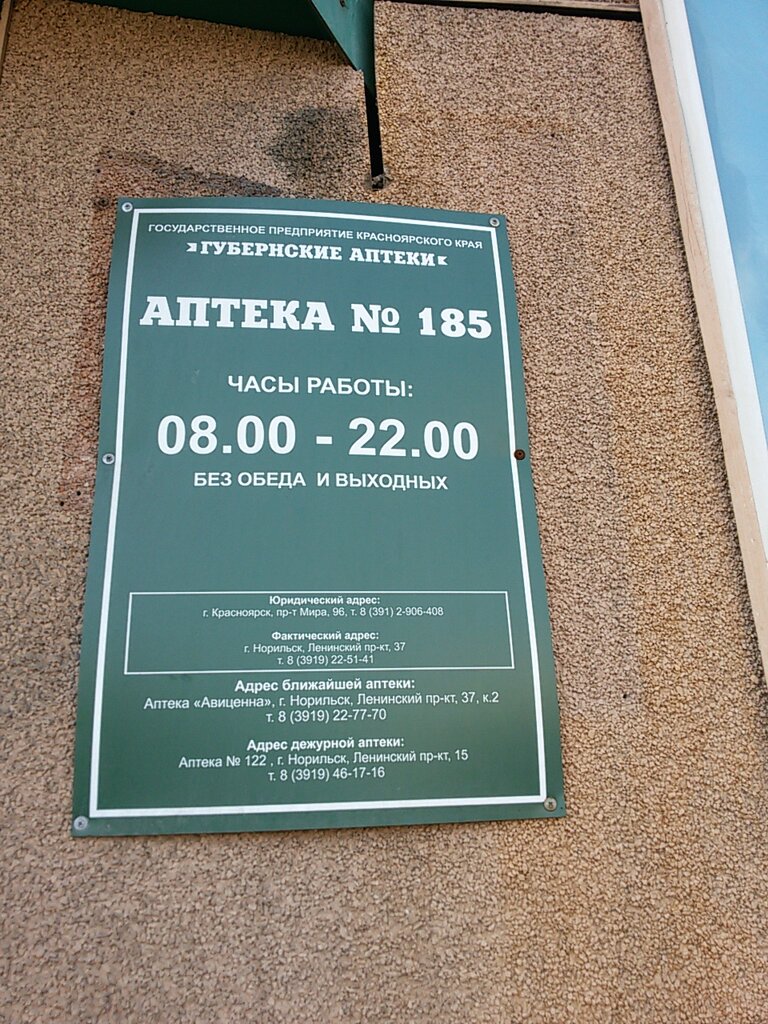 ГОСУДАРСТВЕННОЕ ПРЕДПРИЯТИЕ КРАСНОЯРСКОГО КРАЯ
ГУБЕРНСКИЕ АПТЕКИ
АПТЕКА № 185
ЧАСЫ РАБОТЫ:
08.00 - 22.00
БЕЗ ОБЕДА И ВЫХОДНЫХ
Юридический адрес:
г. Красноярск, пр-т Мира, 96, т. 8 (391) 2-906-408
Фактический адрес:
г. Норильск, Ленинский пр-кт, 37
т. 8 (3919) 22-51-41
Адрес ближайшей аптеки:
Аптека «Авиценна», г. Норильск, Ленинский пр-кт, 37, к.2
т. 8 (3919) 22-77-70
Адрес дежурной аптеки:
Аптека № 122 , г. Норильск, Ленинский пр-кт, 15
т. 8 (3919) 46-17-16